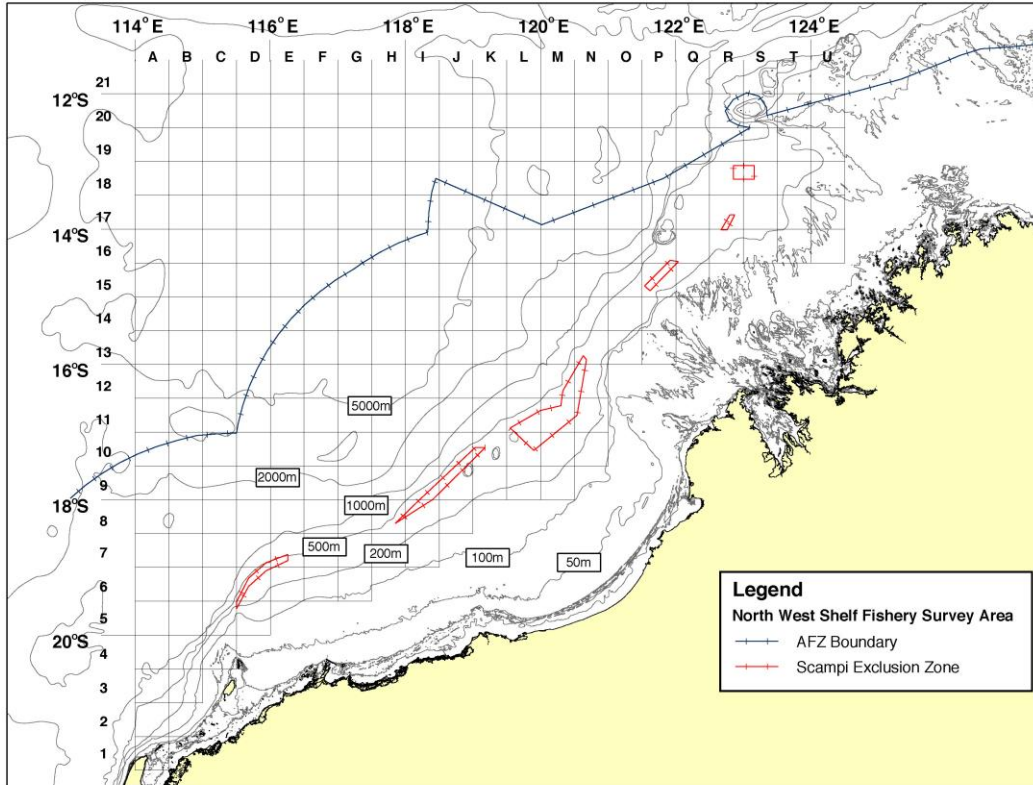 114°E 116°E 118°E 120°E 122°E 124°E
A B C D E F G H I J K L M N O P Q R S T U
21
12°S
20
19
18
17
14°S
16
15
14
13
16°S
12
11
10
9
18°S
8
7
6
5
20°S
4
3
2
1
5000m
2000m
1000m
500m
200m
100m
50m
Legend
North West Shelf Fishery Survey Area
AFZ Boundary
Scampi Exclusion Zone